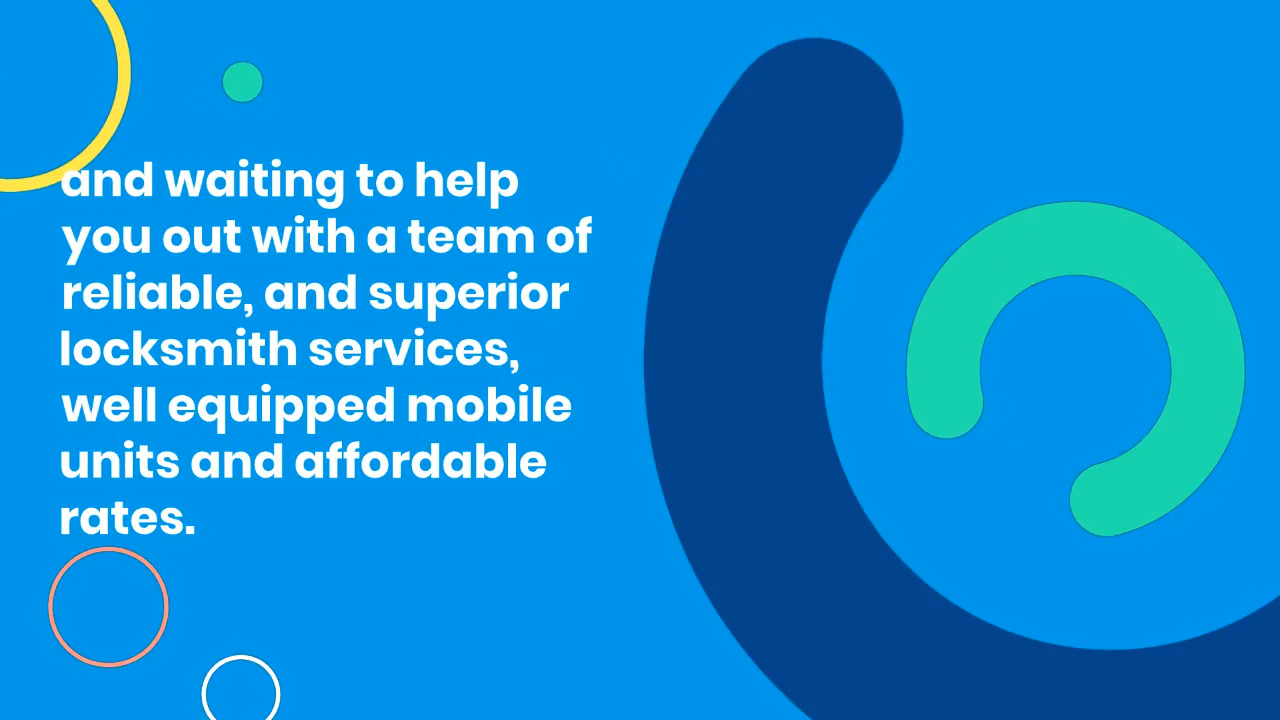 and waiting to help
you out with a team of
reliable, and superior
locksmith services,
well equipped mobile
units and affordable
rates.